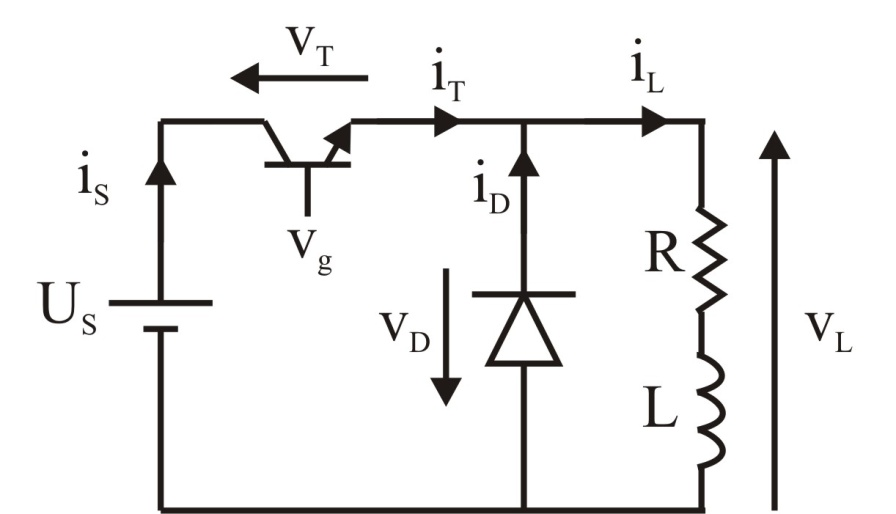 v_T
i_T
i_L
i_S
i_D
v_g
R
U_S
v_D
v_L
L